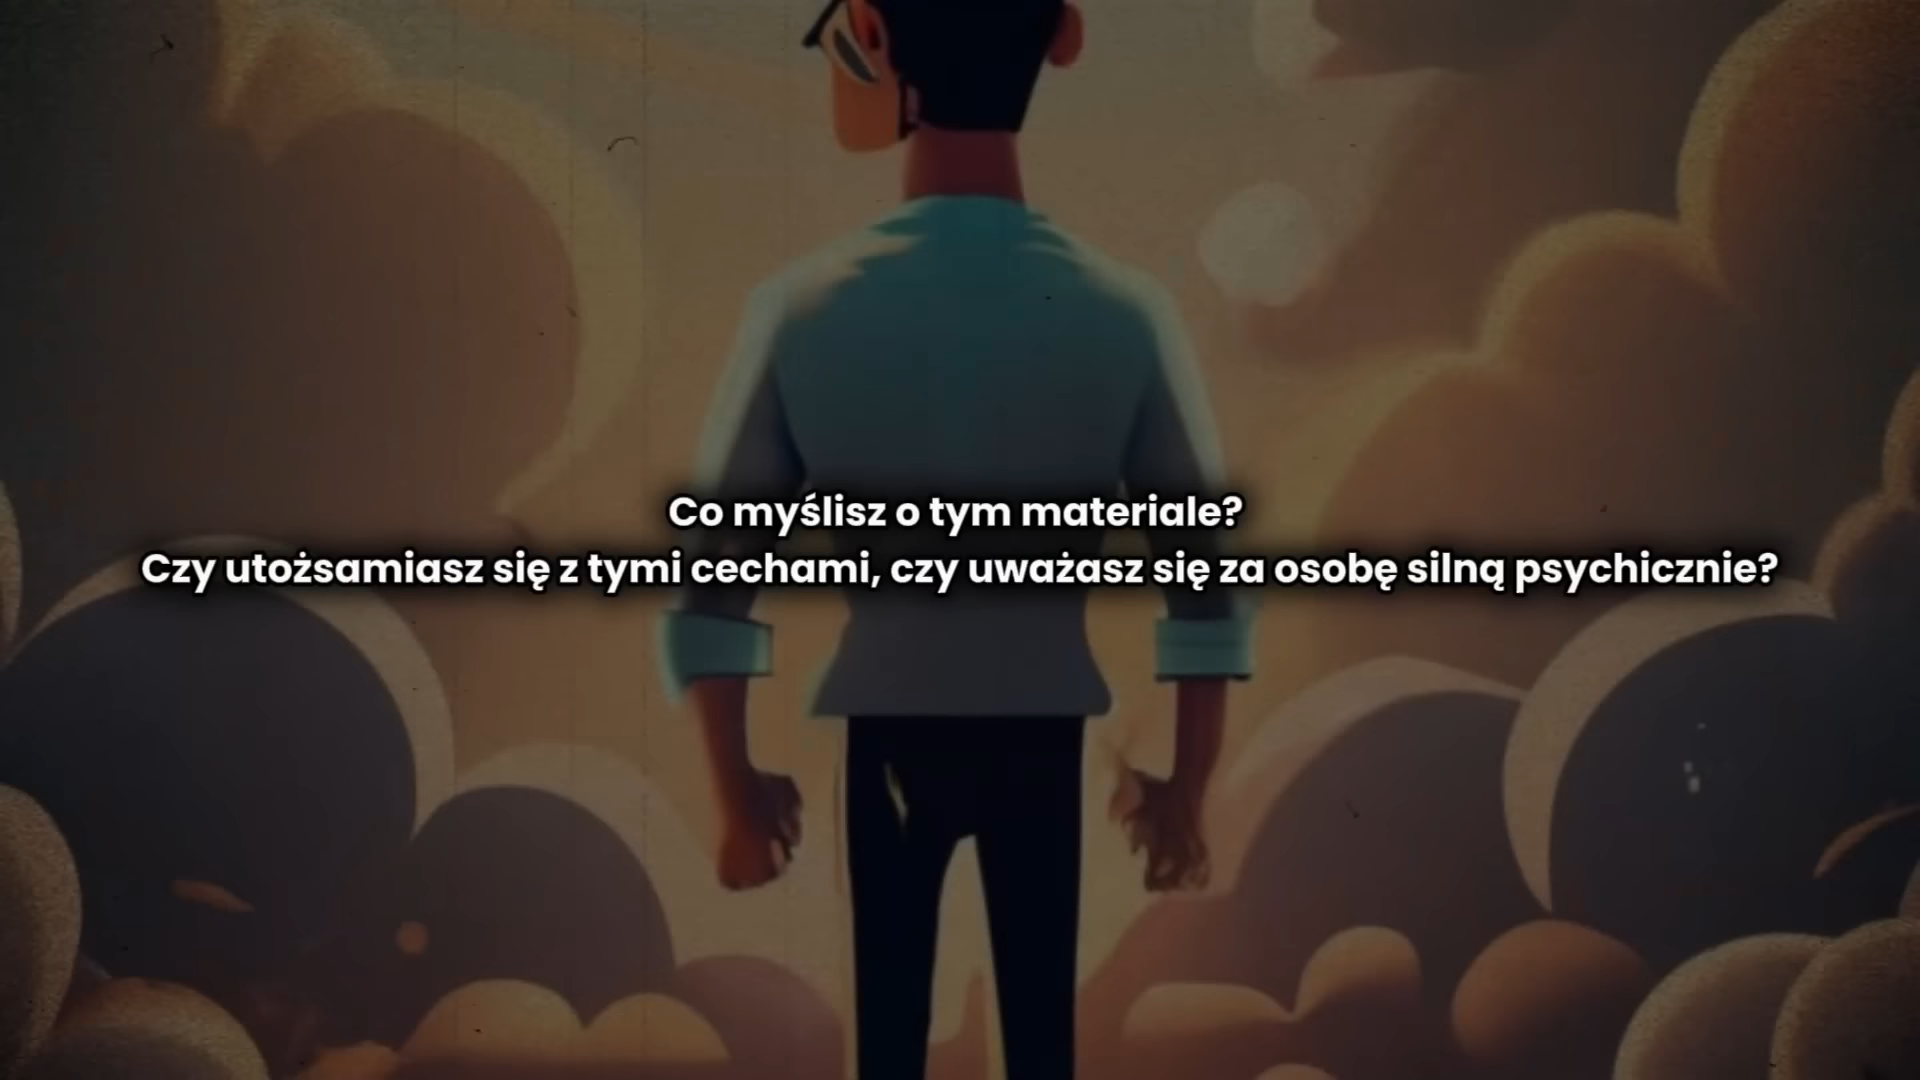 Co myślisz o tym materiale?
Czy utożsamiasz się z tymi cechami, czy uważasz się za osobę silną psychicznie?